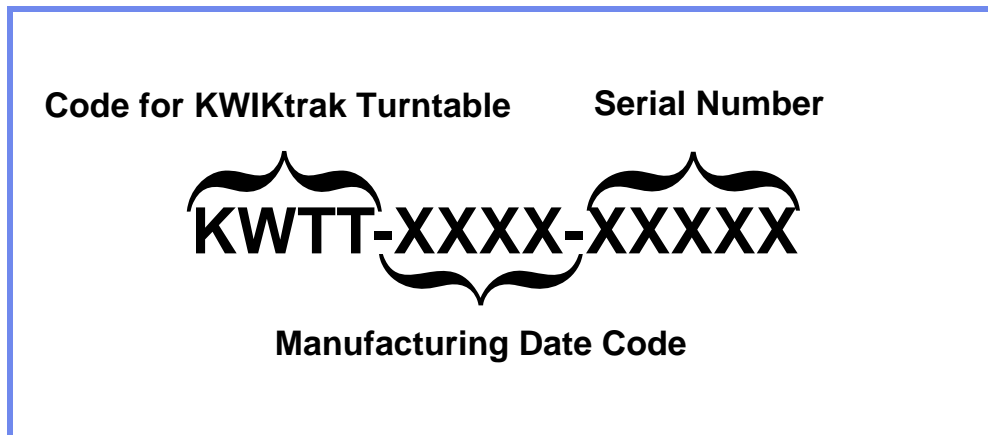 Code for KWIKtrak Turntable Serial Number
KWTT-XXXX-XXXXX
Manufacturing Date Code